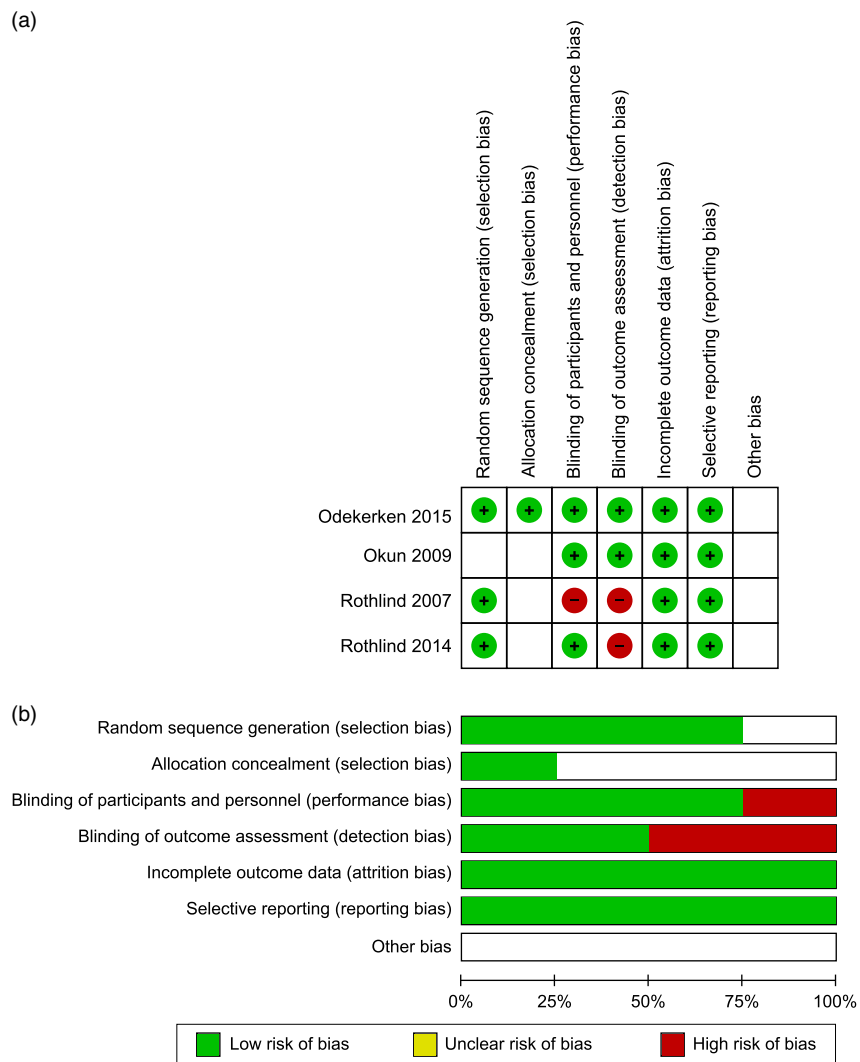 (a)
Random sequence generation (selection bias)
Allocation concealment (selection bias)
Blinding of participants and personnel (performance bias)
Blinding of outcome assessment (detection bias)
Incomplete outcome data (attrition bias)
Selective reporting (reporting bias)
Other bias
Odekerken 2015 + + + + + +
Okun 2009 + + + +
Rothlind 2007 + − − + +
Rothlind 2014 + + − + +
(b)
Random sequence generation (selection bias)
Allocation concealment (selection bias)
Blinding of participants and personnel (performance bias)
Blinding of outcome assessment (detection bias)
Incomplete outcome data (attrition bias)
Selective reporting (reporting bias)
Other bias
0% 25% 50% 75% 100%
Low risk of bias Unclear risk of bias High risk of bias